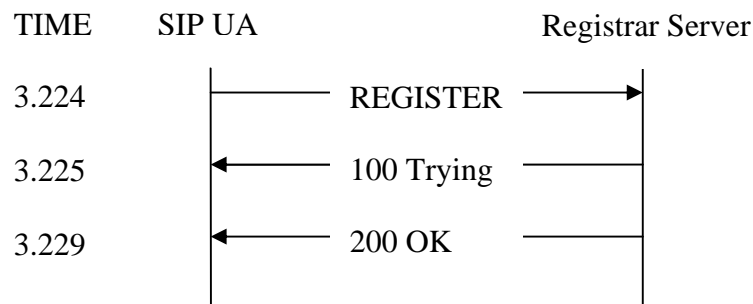 TIME SIP UA Registrar Server
3.224 REGISTER
3.225 100 Trying
3.229 200 OK